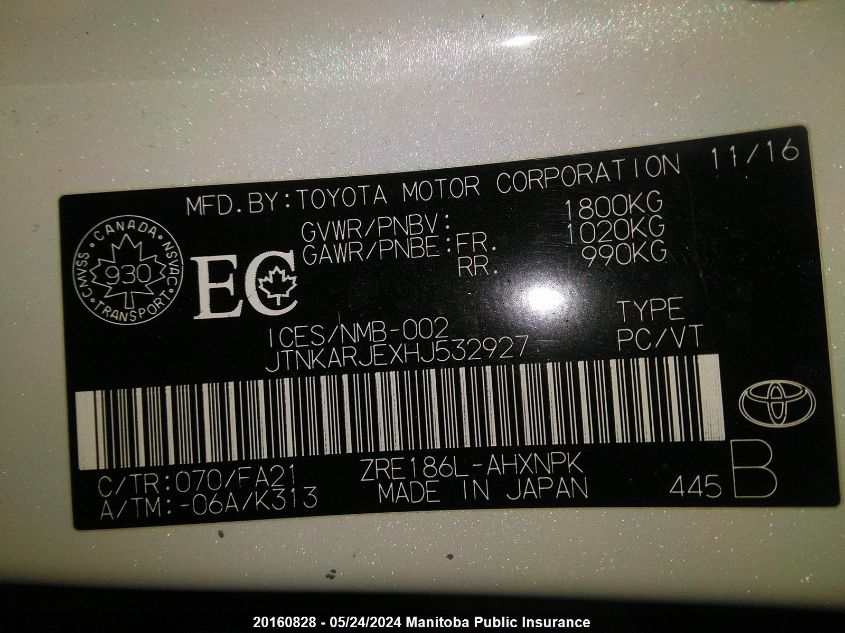 MFD.BY:TOYOTA MOTOR CORPORATION 11/16
GVWR/PNBV: 1800KG
GAWR/PNBE:FR. 1020KG
RR. 990KG
CANADA
CMVSS 930 NSVAC
TRANSPORT
EC
ICES/NMB-002
TYPE
JTNKARJEXHJ532927 PC/VT
C/TR:070/FA21 ZRE186L-AHXNPK
A/TM:-06A/K313 MADE IN JAPAN 445 B
20160828 - 05/24/2024 Manitoba Public Insurance